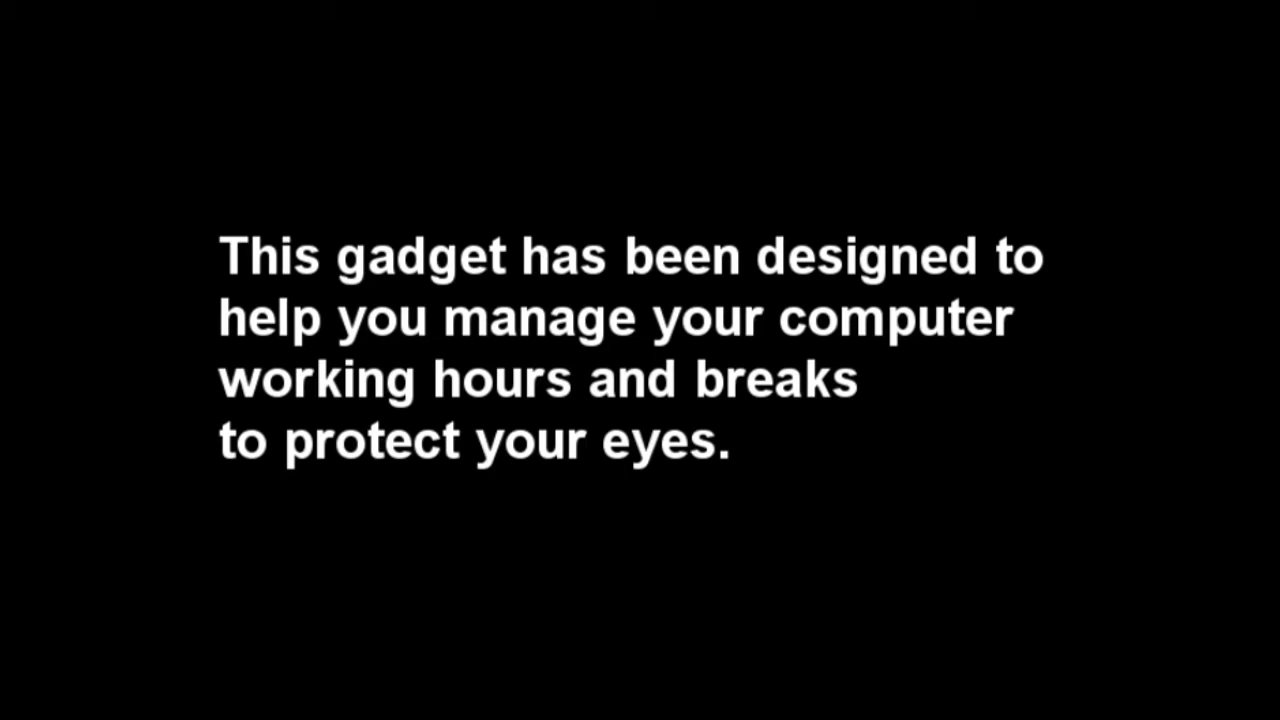 This gadget has been designed to
help you manage your computer
working hours and breaks
to protect your eyes.